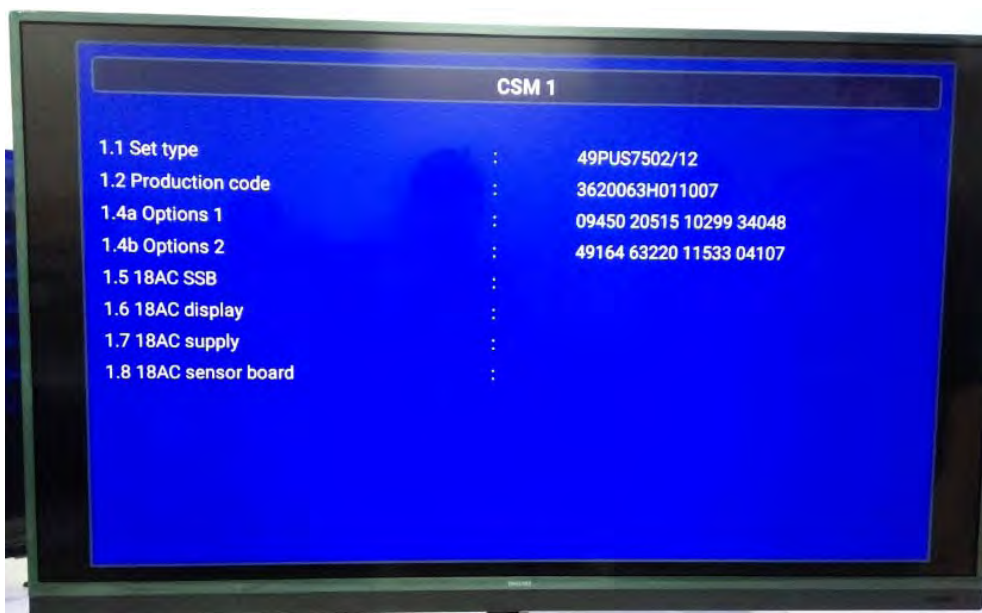 CSM 1
1.1 Set type : 49PUS7502/12
1.2 Production code : 3620063H011007
1.4a Options 1 : 09450 20515 10299 34048
1.4b Options 2 : 49164 63220 11533 04107
1.5 18AC SSB :
1.6 18AC display :
1.7 18AC supply :
1.8 18AC sensor board :